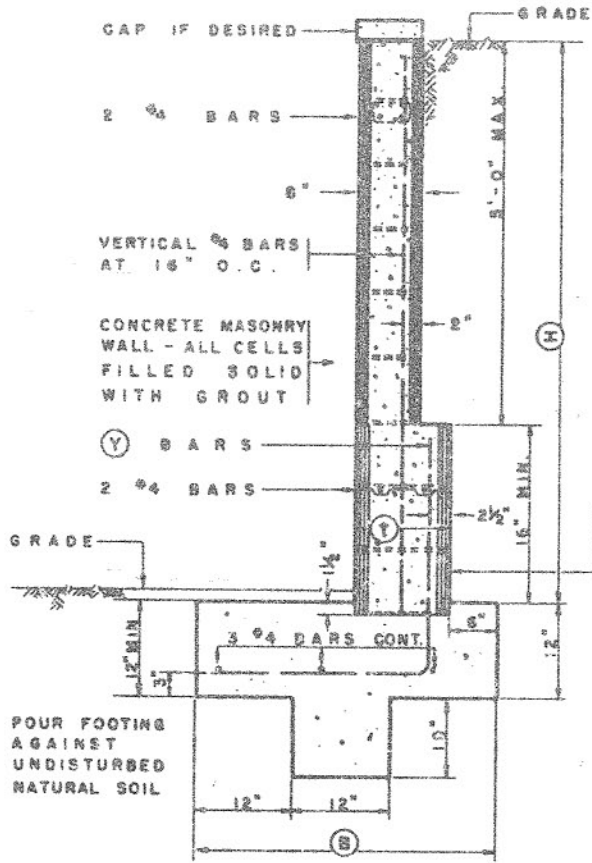 GRADE
CAP IF DESIRED
2 #4 BARS
8"
5'-0" MAX.
VERTICAL #4 BARS
AT 16" O.C.
2"
H
CONCRETE MASONRY
WALL - ALL CELLS
FILLED SOLID
WITH GROUT
Y BARS
2 #4 BARS
T
2½"
16" MIN.
GRADE
1½"
6"
3 #4 BARS CONT.
12" MIN
3"
12"
POUR FOOTING
AGAINST
UNDISTURBED
NATURAL SOIL
12"
12"
B